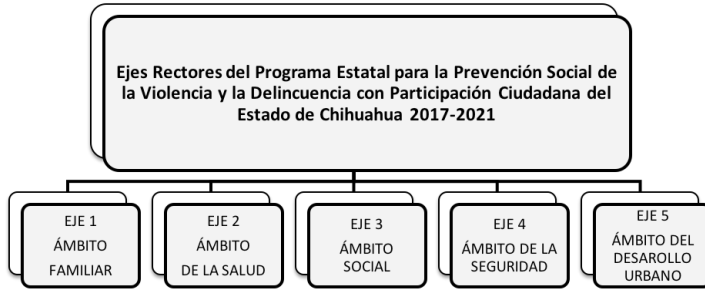 Ejes Rectores del Programa Estatal para la Prevención Social de
la Violencia y la Delincuencia con Participación Ciudadana del
Estado de Chihuahua 2017-2021
EJE 1
ÁMBITO
FAMILIAR
EJE 2
ÁMBITO
DE LA SALUD
EJE 3
ÁMBITO
SOCIAL
EJE 4
ÁMBITO DE LA
SEGURIDAD
EJE 5
ÁMBITO DEL
DESAROLLO
URBANO